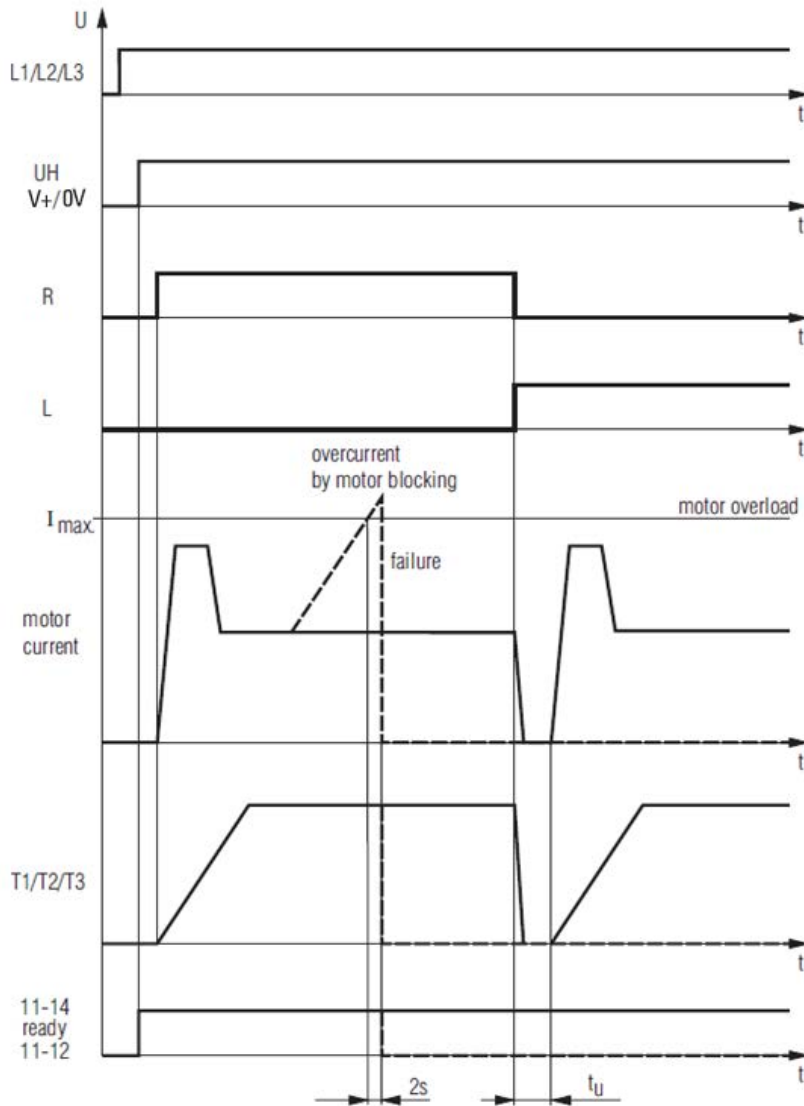 U
L1/L2/L3
t
UH
V+/0V
t
R
t
L
t
overcurrent
by motor blocking
I max.
motor overload
failure
motor
current
t
T1/T2/T3
t
11-14
ready
11-12
t
2s
tu